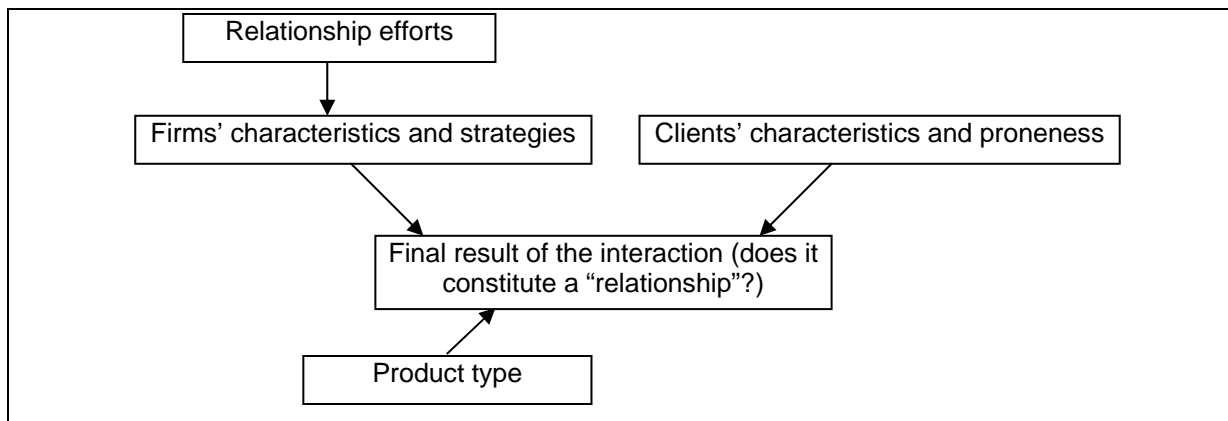 Relationship efforts
Firms’ characteristics and strategies
Clients’ characteristics and proneness
Final result of the interaction (does it
constitute a “relationship”?)
Product type